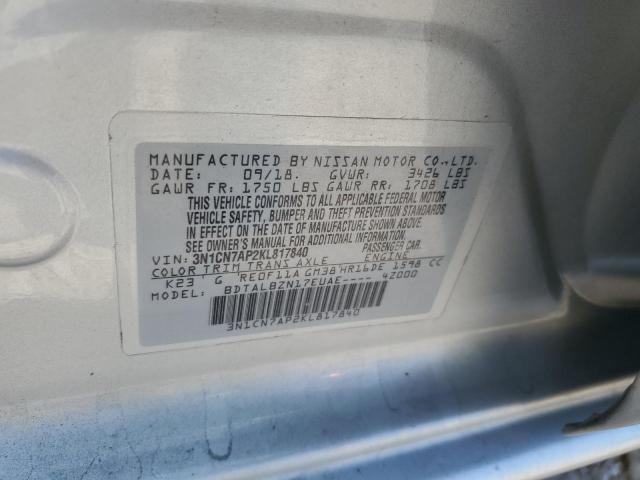 MANUFACTURED BY NISSAN MOTOR CO.,LTD.
DATE: 09/18. GVWR: 3426 LBS
GAWR FR: 1750 LBS GAWR RR: 1708 LBS
THIS VEHICLE CONFORMS TO ALL APPLICABLE FEDERAL MOTOR
VEHICLE SAFETY, BUMPER AND THEFT PREVENTION STANDARDS
IN EFFECT ON THE DATE OF MANUFACTURE SHOWN ABOVE.
SEE OWNER'S MANUAL FOR ADDITIONAL INFORMATION.
VIN: 3N1CN7AP2KL817840 PASSENGER CAR
COLOR TRIM TRANS AXLE ENGINE
K23 G RE0F11A GM38 HR16DE 1598 CC
MODEL: BDTALBZN17EUAE---- 4Z000
3N1CN7AP2KL817840